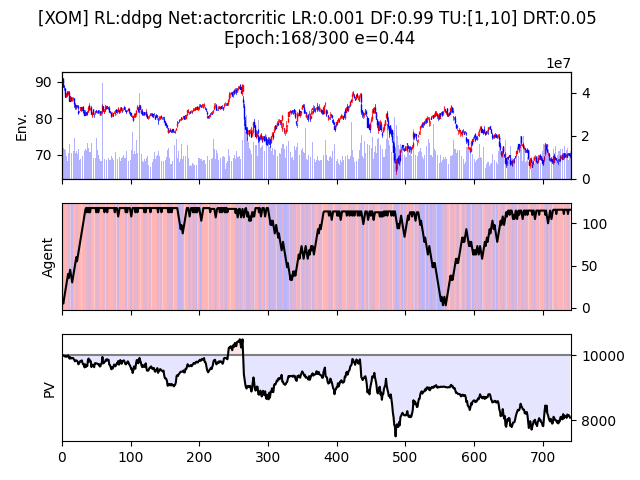 [XOM] RL:ddpg Net:actorcritic LR:0.001 DF:0.99 TU:[1,10] DRT:0.05
Epoch:168/300 e=0.44
1e7
90
80
70
Env.
4
2
0
Agent
100
50
0
PV
10000
8000
0 100 200 300 400 500 600 700